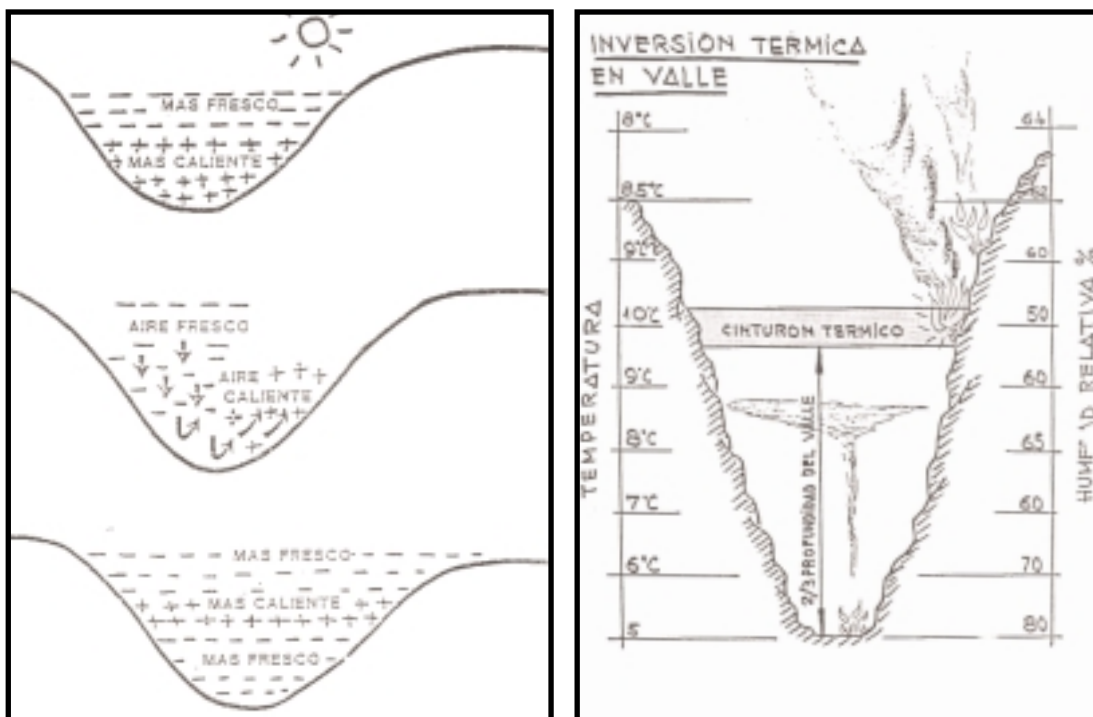 MAS FRESCO
MAS CALIENTE
AIRE FRESCO
AIRE
CALIENTE
MAS FRESCO
MAS CALIENTE
MAS FRESCO
INVERSION TERMICA
EN VALLE
8°C
8.5°C
10°C
9°C
8°C
7°C
6°C
5
TEMPERATURA
CINTURON TERMICO
2/3 PROFUNDIDAD DEL VALLE
64
60
50
60
65
60
70
80
RELATIVA %